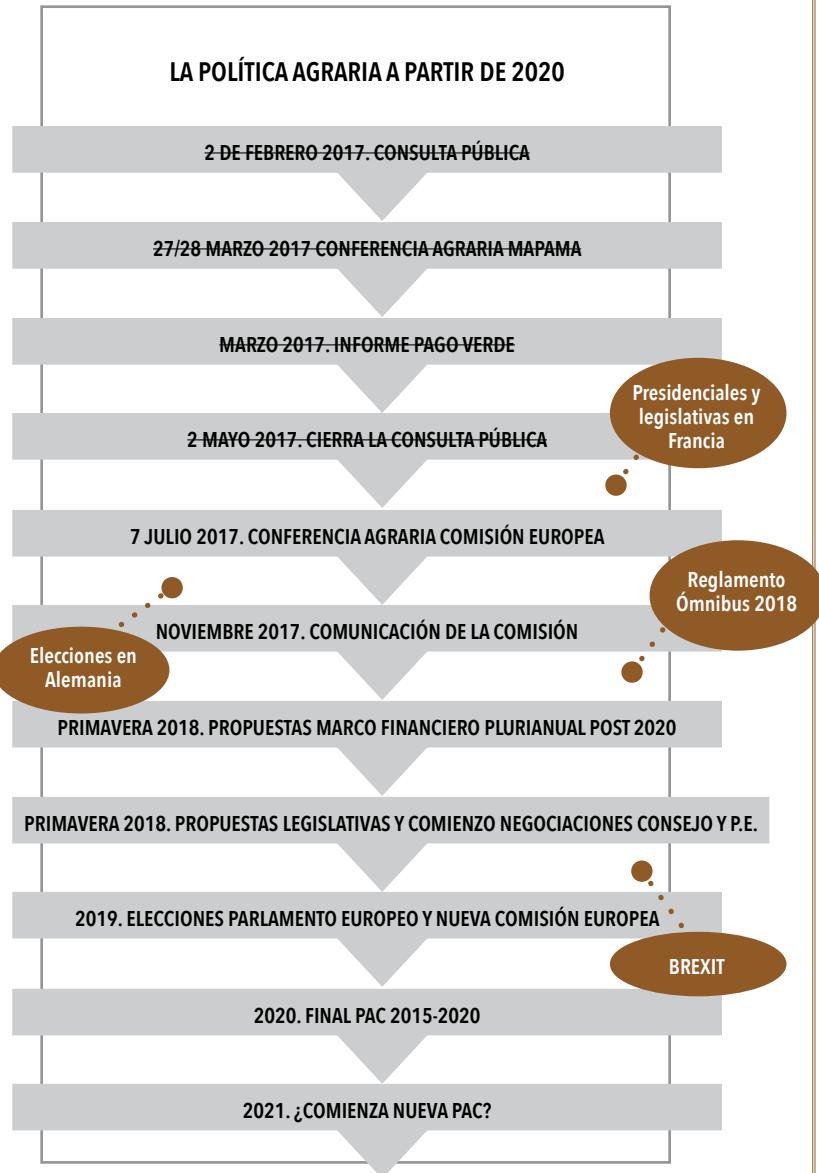 LA POLÍTICA AGRARIA A PARTIR DE 2020
2 DE FEBRERO 2017. CONSULTA PÚBLICA
27/28 MARZO 2017 CONFERENCIA AGRARIA MAPAMA
MARZO 2017. INFORME PAGO VERDE
Presidenciales y
legislativas en
Francia
2 MAYO 2017. CIERRA LA CONSULTA PÚBLICA
7 JULIO 2017. CONFERENCIA AGRARIA COMISIÓN EUROPEA
Reglamento
Ómnibus 2018
NOVIEMBRE 2017. COMUNICACIÓN DE LA COMISIÓN
Elecciones en
Alemania
PRIMAVERA 2018. PROPUESTAS MARCO FINANCIERO PLURIANUAL POST 2020
PRIMAVERA 2018. PROPUESTAS LEGISLATIVAS Y COMIENZO NEGOCIACIONES CONSEJO Y P.E.
2019. ELECCIONES PARLAMENTO EUROPEO Y NUEVA COMISIÓN EUROPEA
BREXIT
2020. FINAL PAC 2015-2020
2021. ¿COMIENZA NUEVA PAC?